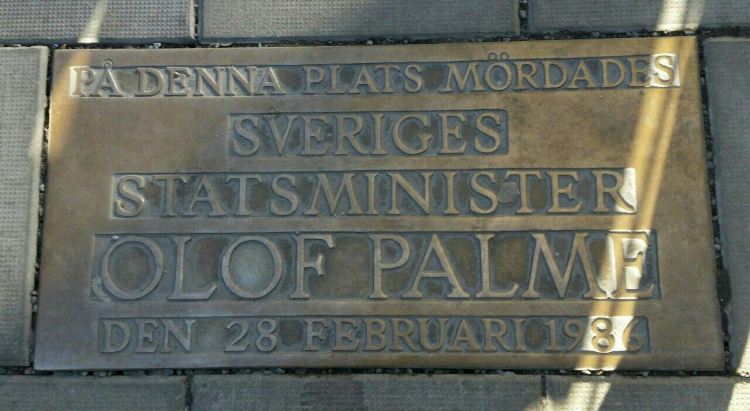 PÅ DENNA PLATS MÖRDADES
SVERIGES
STATSMINISTER
OLOF PALME
DEN 28 FEBRUARI 1986